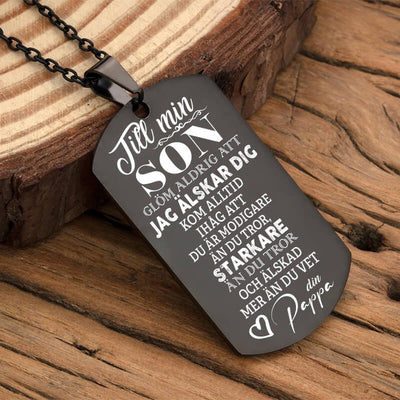 Till min
SON
GLÖM ALDRIG ATT
JAG ÄLSKAR DIG
KOM ALLTID
IHÅG ATT
DU ÄR MODIGARE
ÄN DU TROR
STARKARE
ÄN DU TROR
OCH ÄLSKAD
MER ÄN DU VET
din
Pappa